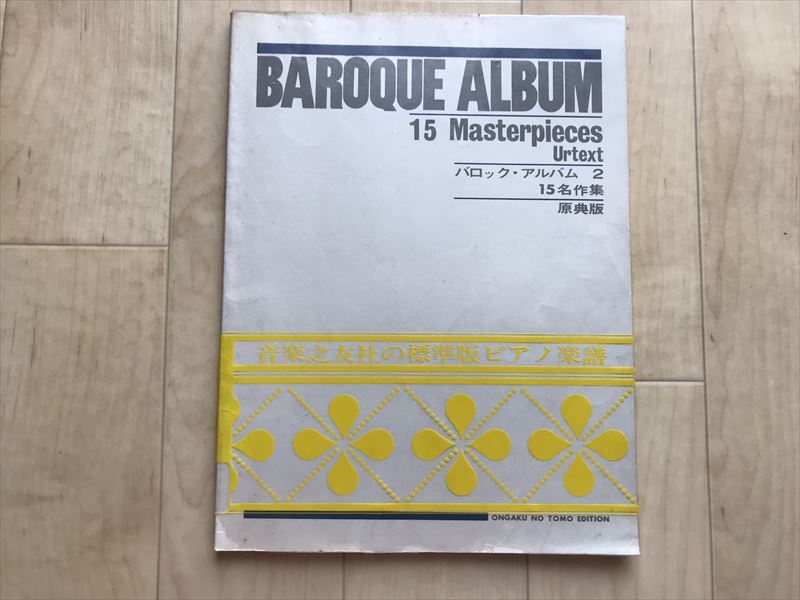 BAROQUE ALBUM
15 Masterpieces
Urtext
バロック・アルバム 2
15名作集
原典版
音楽之友社の標準版ピアノ楽譜
ONGAKU NO TOMO EDITION